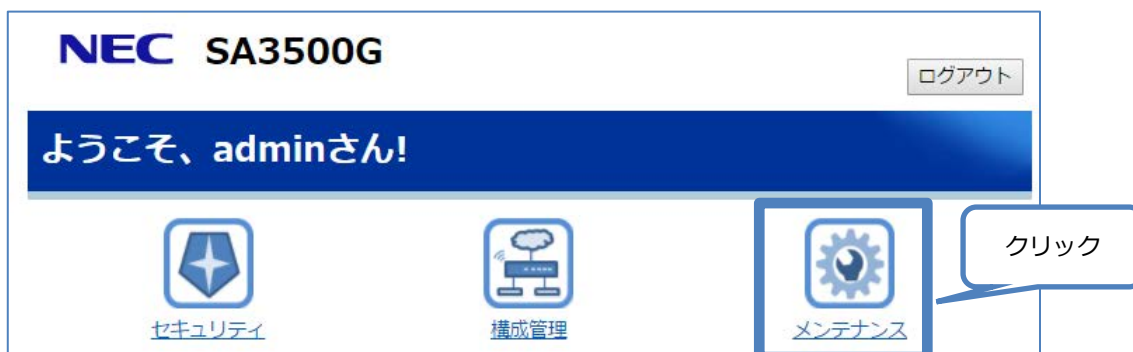 NEC SA3500G
ログアウト
ようこそ、adminさん!
クリック
セキュリティ
構成管理
メンテナンス